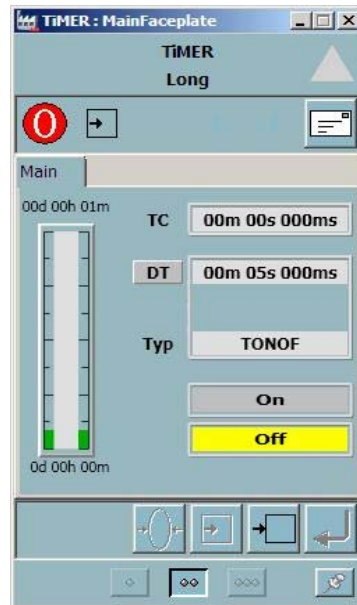 TiMER : MainFaceplate
TiMER
Long
Main
00d 00h 01m
TC 00m 00s 000ms
DT 00m 05s 000ms
Typ TONOF
On
Off
0d 00h 00m